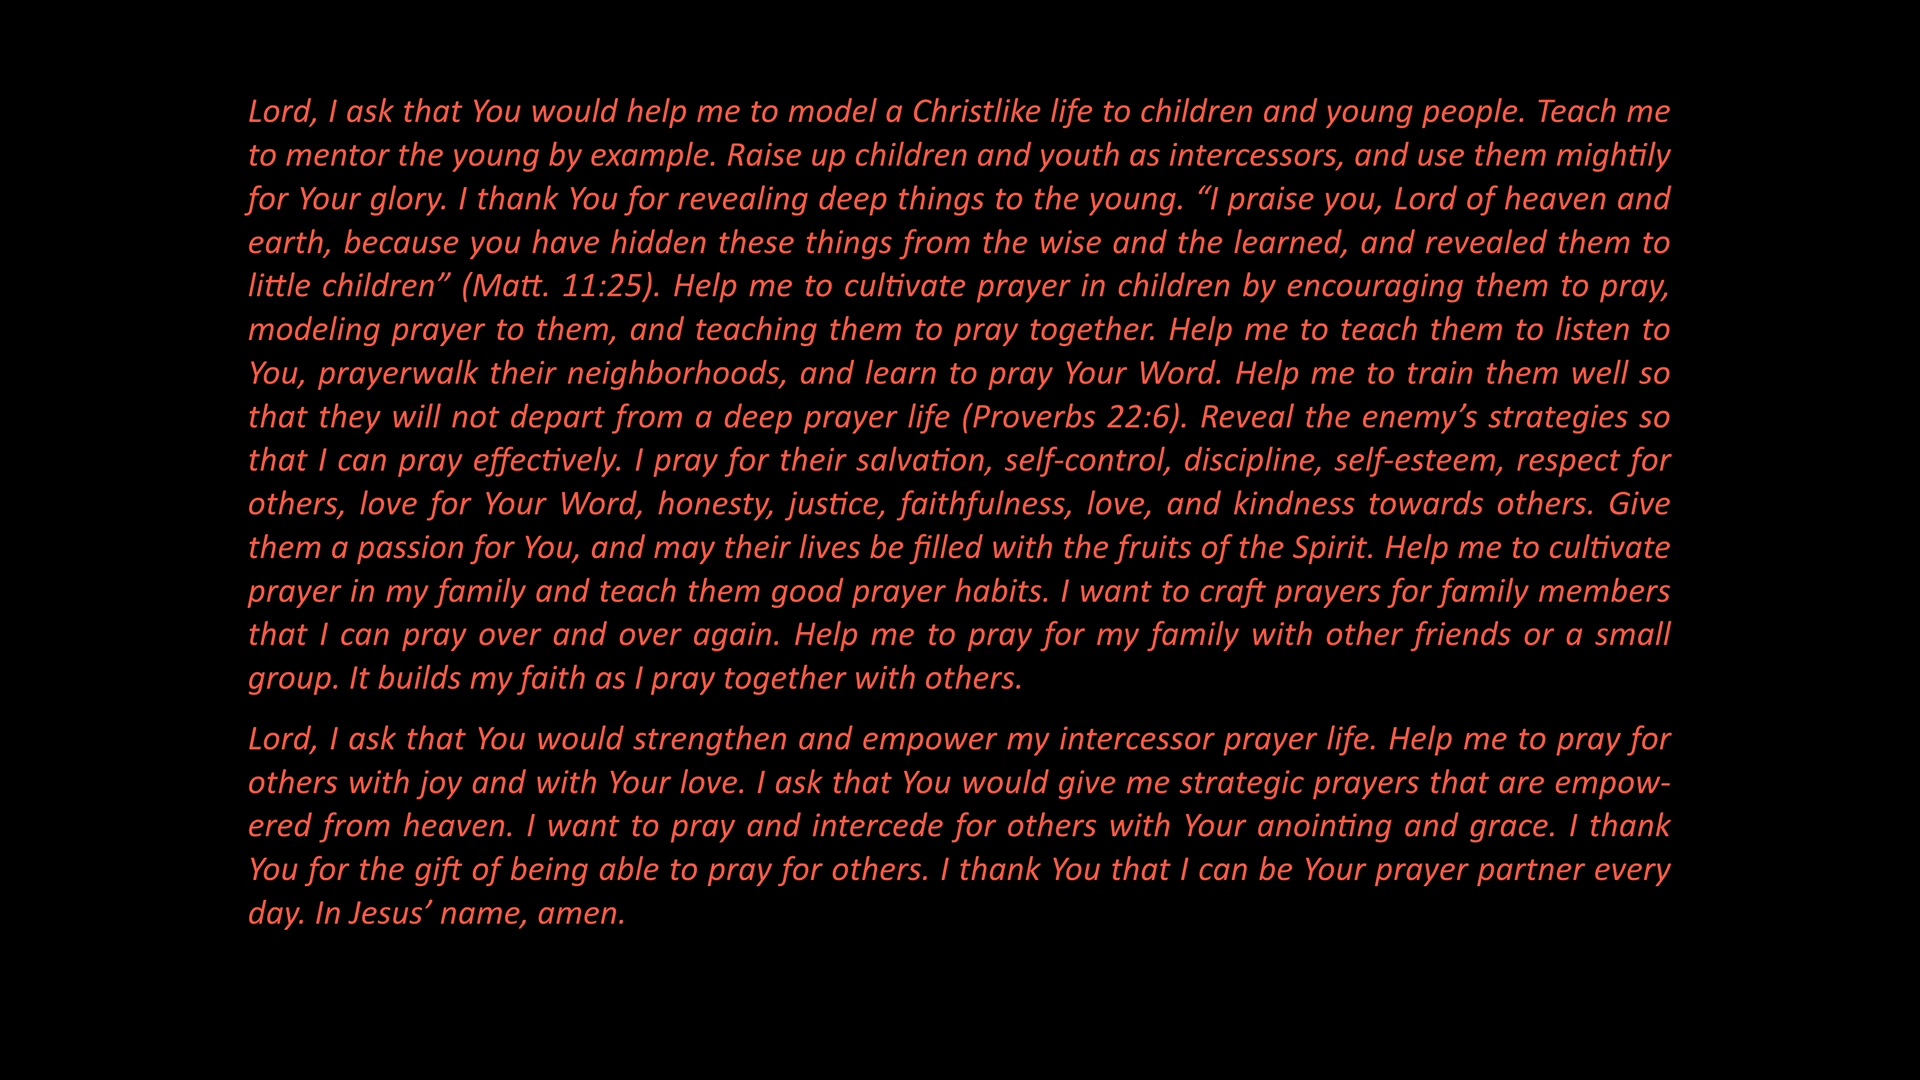 Lord, I ask that You would help me to model a Christlike life to children and young people. Teach me
to mentor the young by example. Raise up children and youth as intercessors, and use them mightily
for Your glory. I thank You for revealing deep things to the young. “I praise you, Lord of heaven and
earth, because you have hidden these things from the wise and the learned, and revealed them to
little children” (Matt. 11:25). Help me to cultivate prayer in children by encouraging them to pray,
modeling prayer to them, and teaching them to pray together. Help me to teach them to listen to
You, prayerwalk their neighborhoods, and learn to pray Your Word. Help me to train them well so
that they will not depart from a deep prayer life (Proverbs 22:6). Reveal the enemy’s strategies so
that I can pray effectively. I pray for their salvation, self-control, discipline, self-esteem, respect for
others, love for Your Word, honesty, justice, faithfulness, love, and kindness towards others. Give
them a passion for You, and may their lives be filled with the fruits of the Spirit. Help me to cultivate
prayer in my family and teach them good prayer habits. I want to craft prayers for family members
that I can pray over and over again. Help me to pray for my family with other friends or a small
group. It builds my faith as I pray together with others.
Lord, I ask that You would strengthen and empower my intercessor prayer life. Help me to pray for
others with joy and with Your love. I ask that You would give me strategic prayers that are empow-
ered from heaven. I want to pray and intercede for others with Your anointing and grace. I thank
You for the gift of being able to pray for others. I thank You that I can be Your prayer partner every
day. In Jesus’ name, amen.